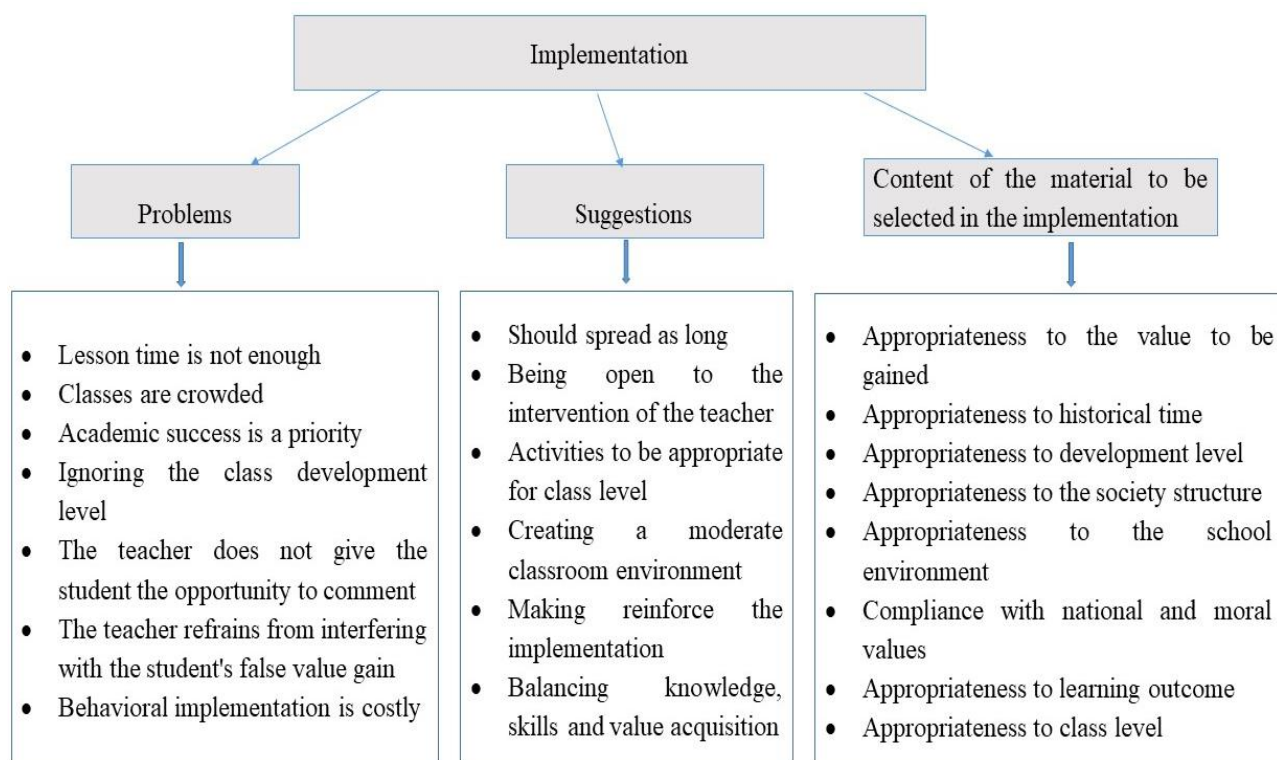 Implementation
Problems
Suggestions
Content of the material to be
selected in the implementation
• Lesson time is not enough
• Classes are crowded
• Academic success is a priority
• Ignoring the class development
level
• The teacher does not give the
student the opportunity to comment
• The teacher refrains from interfering
with the student's false value gain
• Behavioral implementation is costly
• Should spread as long
• Being open to the
intervention of the teacher
• Activities to be appropriate
for class level
• Creating a moderate
classroom environment
• Making reinforce the
implementation
• Balancing knowledge,
skills and value acquisition
• Appropriateness to the value to be
gained
• Appropriateness to historical time
• Appropriateness to development level
• Appropriateness to the society structure
• Appropriateness to the school
environment
• Compliance with national and moral
values
• Appropriateness to learning outcome
• Appropriateness to class level